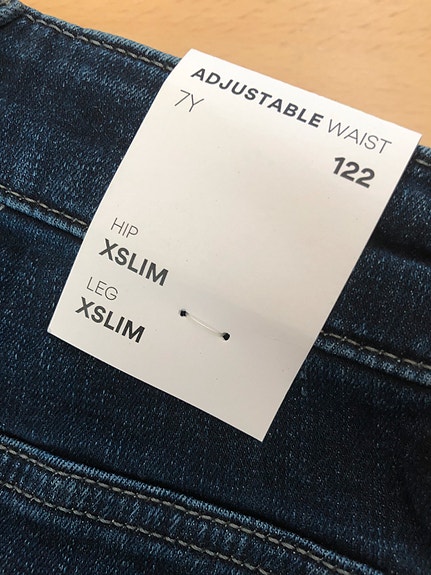 ADJUSTABLE WAIST
7Y
122
HIP
XSLIM
LEG
XSLIM